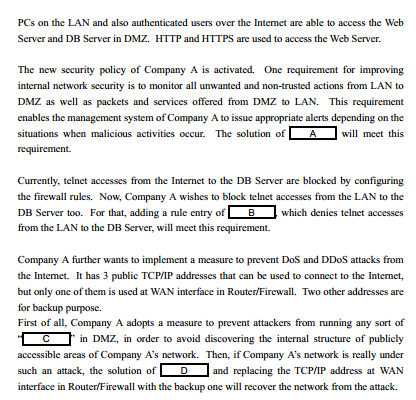 PCs on the LAN and also authenticated users over the Internet are able to access the Web
Server and DB Server in DMZ. HTTP and HTTPS are used to access the Web Server.
The new security policy of Company A is activated. One requirement for improving
internal network security is to monitor all unwanted and non-trusted actions from LAN to
DMZ as well as packets and services offered from DMZ to LAN. This requirement
enables the management system of Company A to issue appropriate alerts depending on the
situations when malicious activities occur. The solution of A will meet this
requirement.
Currently, telnet accesses from the Internet to the DB Server are blocked by configuring
the firewall rules. Now, Company A wishes to block telnet accesses from the LAN to the
DB Server too. For that, adding a rule entry of B, which denies telnet accesses
from the LAN to the DB Server, will meet this requirement.
Company A further wants to implement a measure to prevent DoS and DDoS attacks from
the Internet. It has 3 public TCP/IP addresses that can be used to connect to the Internet,
but only one of them is used at WAN interface in Router/Firewall. Two other addresses are
for backup purpose.
First of all, Company A adopts a measure to prevent attackers from running any sort of
"C" in DMZ, in order to avoid discovering the internal structure of publicly
accessible areas of Company A's network. Then, if Company A's network is really under
such an attack, the solution of D and replacing the TCP/IP address at WAN
interface in Router/Firewall with the backup one will recover the network from the attack.